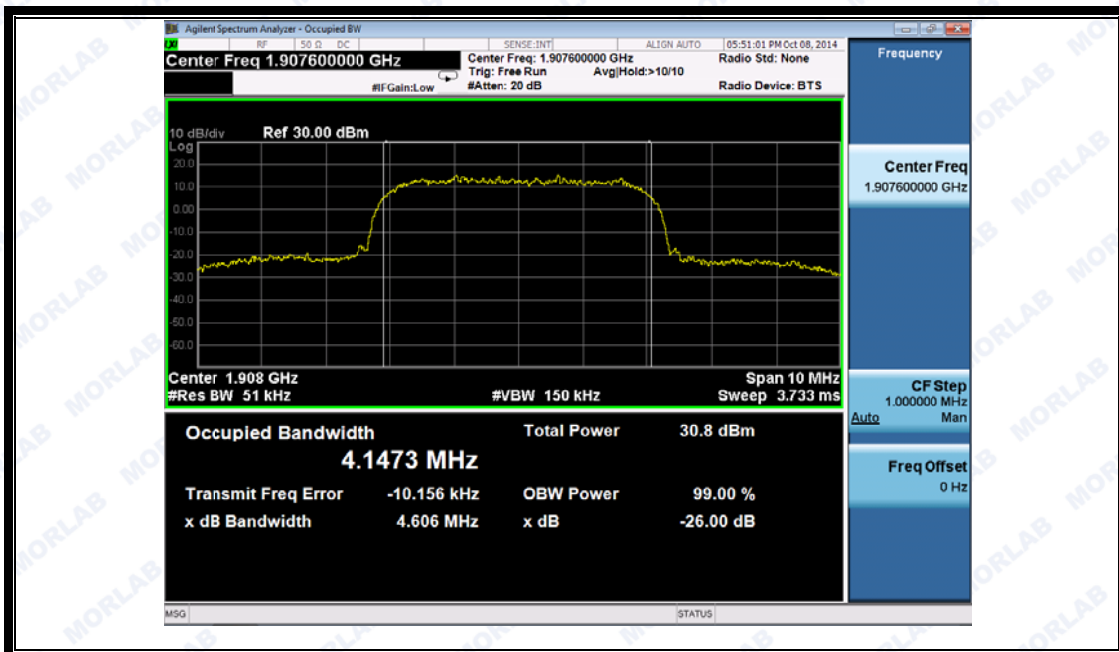 Agilent Spectrum Analyzer - Occupied BW
LXI RF 50 Ω DC SENSE:INT ALIGN AUTO 05:51:01 PM Oct 08, 2014
Center Freq 1.907600000 GHz
Center Freq: 1.907600000 GHz
Radio Std: None
Trig: Free Run Avg|Hold:>10/10
#IFGain:Low
#Atten: 20 dB
Radio Device: BTS
10 dB/div Ref 30.00 dBm
Log
20.0
10.0
0.00
-10.0
-20.0
-30.0
-40.0
-50.0
-60.0
Center 1.908 GHz Span 10 MHz
#Res BW 51 kHz #VBW 150 kHz Sweep 3.733 ms
Occupied Bandwidth Total Power 30.8 dBm
4.1473 MHz
Transmit Freq Error -10.156 kHz OBW Power 99.00 %
x dB Bandwidth 4.606 MHz x dB -26.00 dB
MSG STATUS
Frequency
Center Freq
1.907600000 GHz
CF Step
1.000000 MHz
Auto Man
Freq Offset
0 Hz
MORLAB